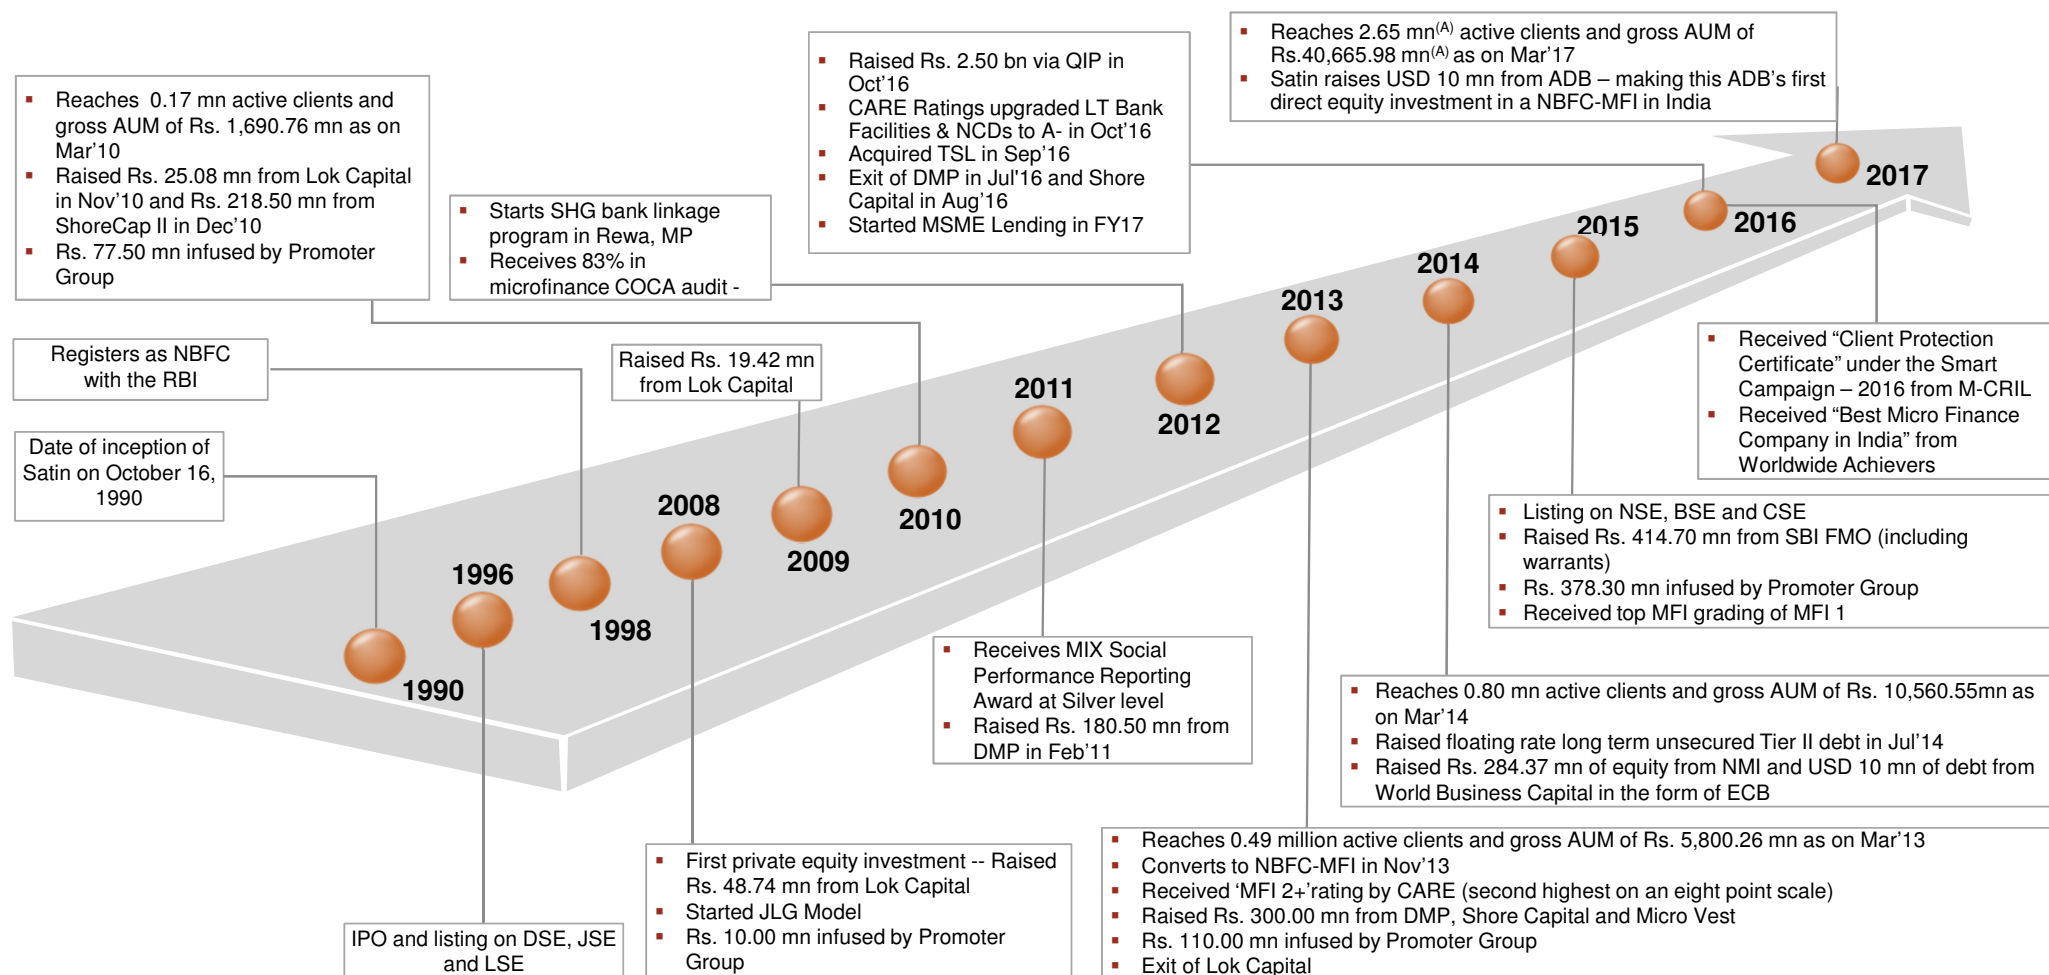 ▪ Reaches 0.17 mn active clients and
gross AUM of Rs. 1,690.76 mn as on
Mar’10
▪ Raised Rs. 25.08 mn from Lok Capital
in Nov’10 and Rs. 218.50 mn from
ShoreCap II in Dec’10
▪ Rs. 77.50 mn infused by Promoter
Group
▪ Starts SHG bank linkage
program in Rewa, MP
▪ Receives 83% in
microfinance COCA audit -
▪ Raised Rs. 2.50 bn via QIP in
Oct’16
▪ CARE Ratings upgraded LT Bank
Facilities & NCDs to A- in Oct’16
▪ Acquired TSL in Sep’16
▪ Exit of DMP in Jul'16 and Shore
Capital in Aug’16
▪ Started MSME Lending in FY17
▪ Reaches 2.65 mn(A) active clients and gross AUM of
Rs.40,665.98 mn(A) as on Mar’17
▪ Satin raises USD 10 mn from ADB – making this ADB’s first
direct equity investment in a NBFC-MFI in India
Registers as NBFC
with the RBI
Raised Rs. 19.42 mn
from Lok Capital
Date of inception of
Satin on October 16,
1990
1990
1996
1998
2008
2009
2010
2011
2012
2013
2014
2015
2016
2017
▪ Received “Client Protection
Certificate” under the Smart
Campaign – 2016 from M-CRIL
▪ Received “Best Micro Finance
Company in India” from
Worldwide Achievers
▪ Listing on NSE, BSE and CSE
▪ Raised Rs. 414.70 mn from SBI FMO (including
warrants)
▪ Rs. 378.30 mn infused by Promoter Group
▪ Received top MFI grading of MFI 1
▪ Receives MIX Social
Performance Reporting
Award at Silver level
▪ Raised Rs. 180.50 mn from
DMP in Feb’11
▪ Reaches 0.80 mn active clients and gross AUM of Rs. 10,560.55mn as
on Mar’14
▪ Raised floating rate long term unsecured Tier II debt in Jul’14
▪ Raised Rs. 284.37 mn of equity from NMI and USD 10 mn of debt from
World Business Capital in the form of ECB
IPO and listing on DSE, JSE
and LSE
▪ First private equity investment -- Raised
Rs. 48.74 mn from Lok Capital
▪ Started JLG Model
▪ Rs. 10.00 mn infused by Promoter
Group
▪ Reaches 0.49 million active clients and gross AUM of Rs. 5,800.26 mn as on Mar’13
▪ Converts to NBFC-MFI in Nov’13
▪ Received ‘MFI 2+’rating by CARE (second highest on an eight point scale)
▪ Raised Rs. 300.00 mn from DMP, Shore Capital and Micro Vest
▪ Rs. 110.00 mn infused by Promoter Group
▪ Exit of Lok Capital